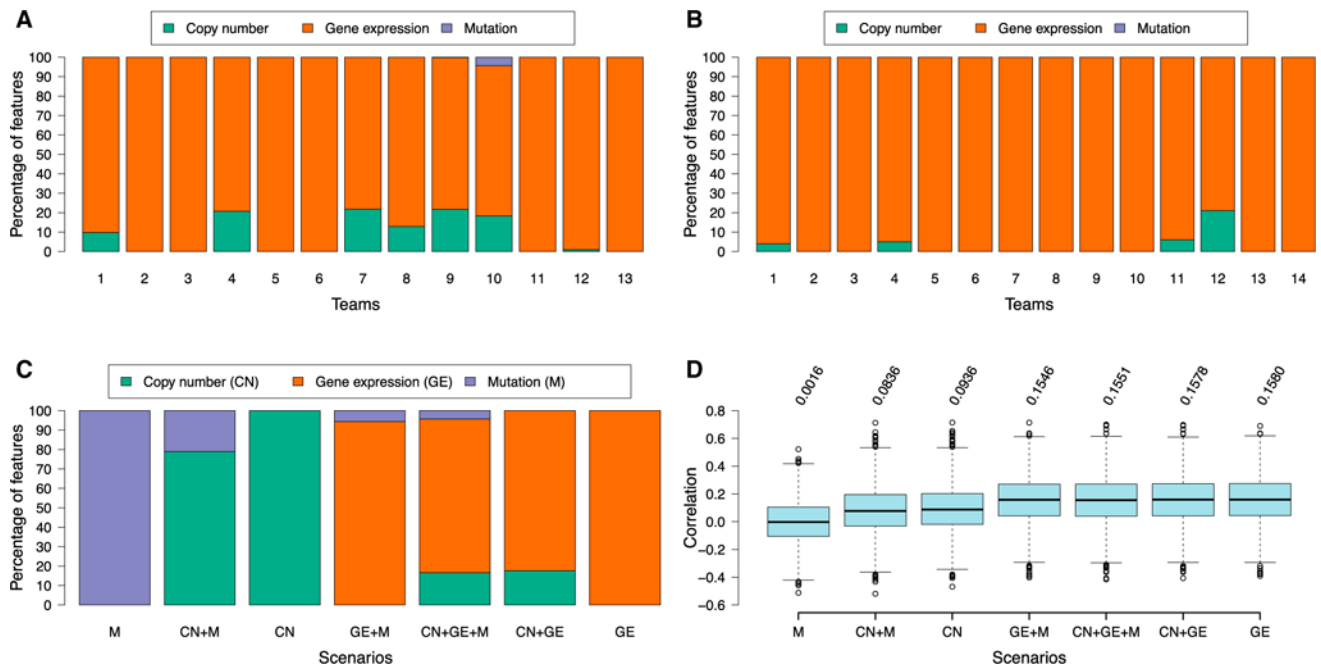 A
Copy number Gene expression Mutation
Percentage of features
100
90
80
70
60
50
40
30
20
10
0
1 2 3 4 5 6 7 8 9 10 11 12 13
Teams
B
Copy number Gene expression Mutation
Percentage of features
100
90
80
70
60
50
40
30
20
10
0
1 2 3 4 5 6 7 8 9 10 11 12 13 14
Teams
C
Copy number (CN) Gene expression (GE) Mutation (M)
Percentage of features
100
90
80
70
60
50
40
30
20
10
0
M CN+M CN GE+M CN+GE+M CN+GE GE
Scenarios
D
0.0016 0.0836 0.0936 0.1546 0.1551 0.1578 0.1580
Correlation
0.8
0.6
0.4
0.2
0.0
−0.2
−0.4
−0.6
M CN+M CN GE+M CN+GE+M CN+GE GE
Scenarios